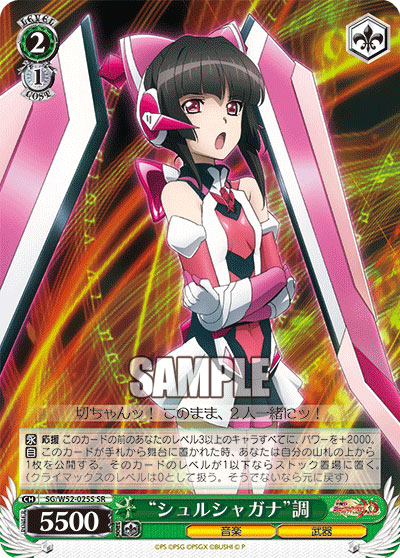 LEVEL
2
1
COST
SAMPLE
切ちゃんッ! このまま、2人一緒にッ!
永 応援 このカードの前のあなたのレベル3以上のキャラすべてに、パワーを+2000。
自 このカードが手札から舞台に置かれた時、あなたは自分の山札の上から
1枚を公開する。そのカードのレベルが1以下ならストック置場に置く。
(クライマックスのレベルは0として扱う。そうでないなら元に戻す)
CH SG/W52-025S SR
POWER
5500
“シュルシャガナ”調
音楽
武器
©PS ©PSG ©PSGX ©BUSHI © P